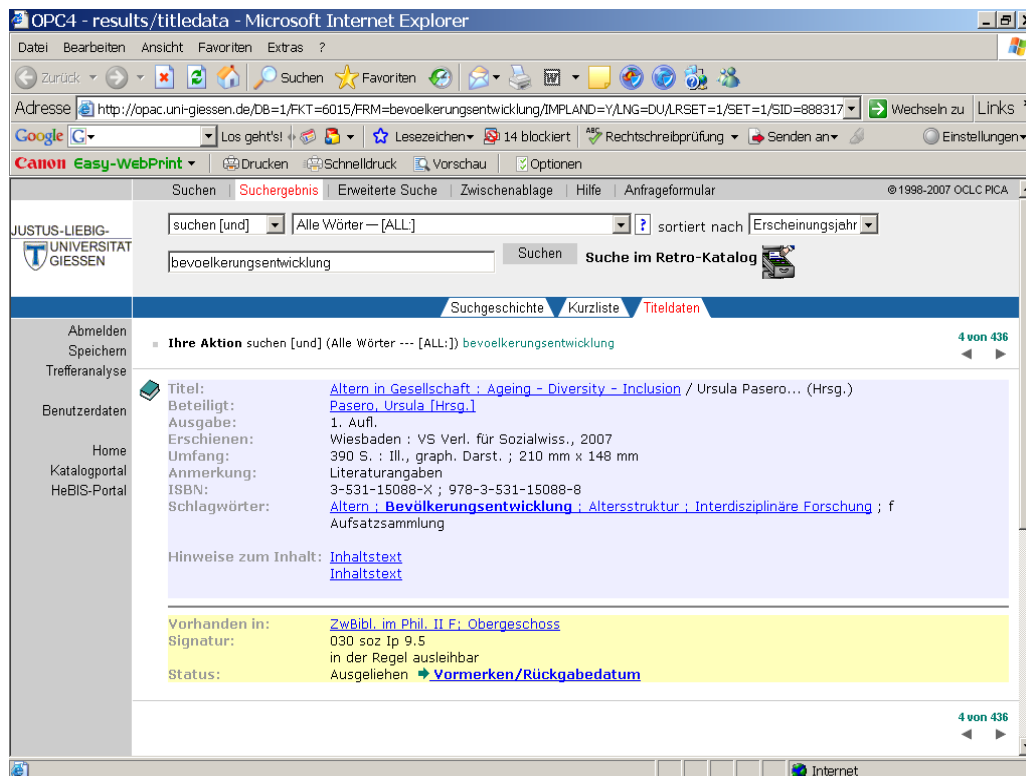 OPC4 - results/titledata - Microsoft Internet Explorer
Datei Bearbeiten Ansicht Favoriten Extras ?
Zurück Suchen Favoriten
Adresse http://opac.uni-giessen.de/DB=1/FKT=6015/FRM=bevoelkerungsentwicklung/IMPLAND=Y/LNG=DU/LRSET=1/SET=1/SID=888317 Wechseln zu Links
Google G Los geht's! Lesezeichen 14 blockiert ABC Rechtschreibprüfung Senden an Einstellungen
Canon Easy-WebPrint Drucken Schnelldruck Vorschau Optionen
Suchen | Suchergebnis | Erweiterte Suche | Zwischenablage | Hilfe | Anfrageformular © 1998-2007 OCLC PICA
JUSTUS-LIEBIG-
UNIVERSITAT
GIESSEN
suchen [und] Alle Wörter — [ALL:] ? sortiert nach Erscheinungsjahr
bevoelkerungsentwicklung Suchen Suche im Retro-Katalog
Suchgeschichte Kurzliste Titeldaten
Abmelden
Speichern
Trefferanalyse
Benutzerdaten
Home
Katalogportal
HeBIS-Portal
Ihre Aktion suchen [und] (Alle Wörter --- [ALL:]) bevoelkerungsentwicklung 4 von 436
Titel: Altern in Gesellschaft : Ageing - Diversity - Inclusion / Ursula Pasero... (Hrsg.)
Beteiligt: Pasero, Ursula [Hrsg.]
Ausgabe: 1. Aufl.
Erschienen: Wiesbaden : VS Verl. für Sozialwiss., 2007
Umfang: 390 S. : Ill., graph. Darst. ; 210 mm x 148 mm
Anmerkung: Literaturangaben
ISBN: 3-531-15088-X ; 978-3-531-15088-8
Schlagwörter: Altern ; Bevölkerungsentwicklung ; Altersstruktur ; Interdisziplinäre Forschung ; f
Aufsatzsammlung
Hinweise zum Inhalt: Inhaltstext
Inhaltstext
Vorhanden in: ZwBibl. im Phil. II F; Obergeschoss
Signatur: 030 soz Ip 9.5
in der Regel ausleihbar
Status: Ausgeliehen Vormerken/Rückgabedatum
4 von 436
Internet